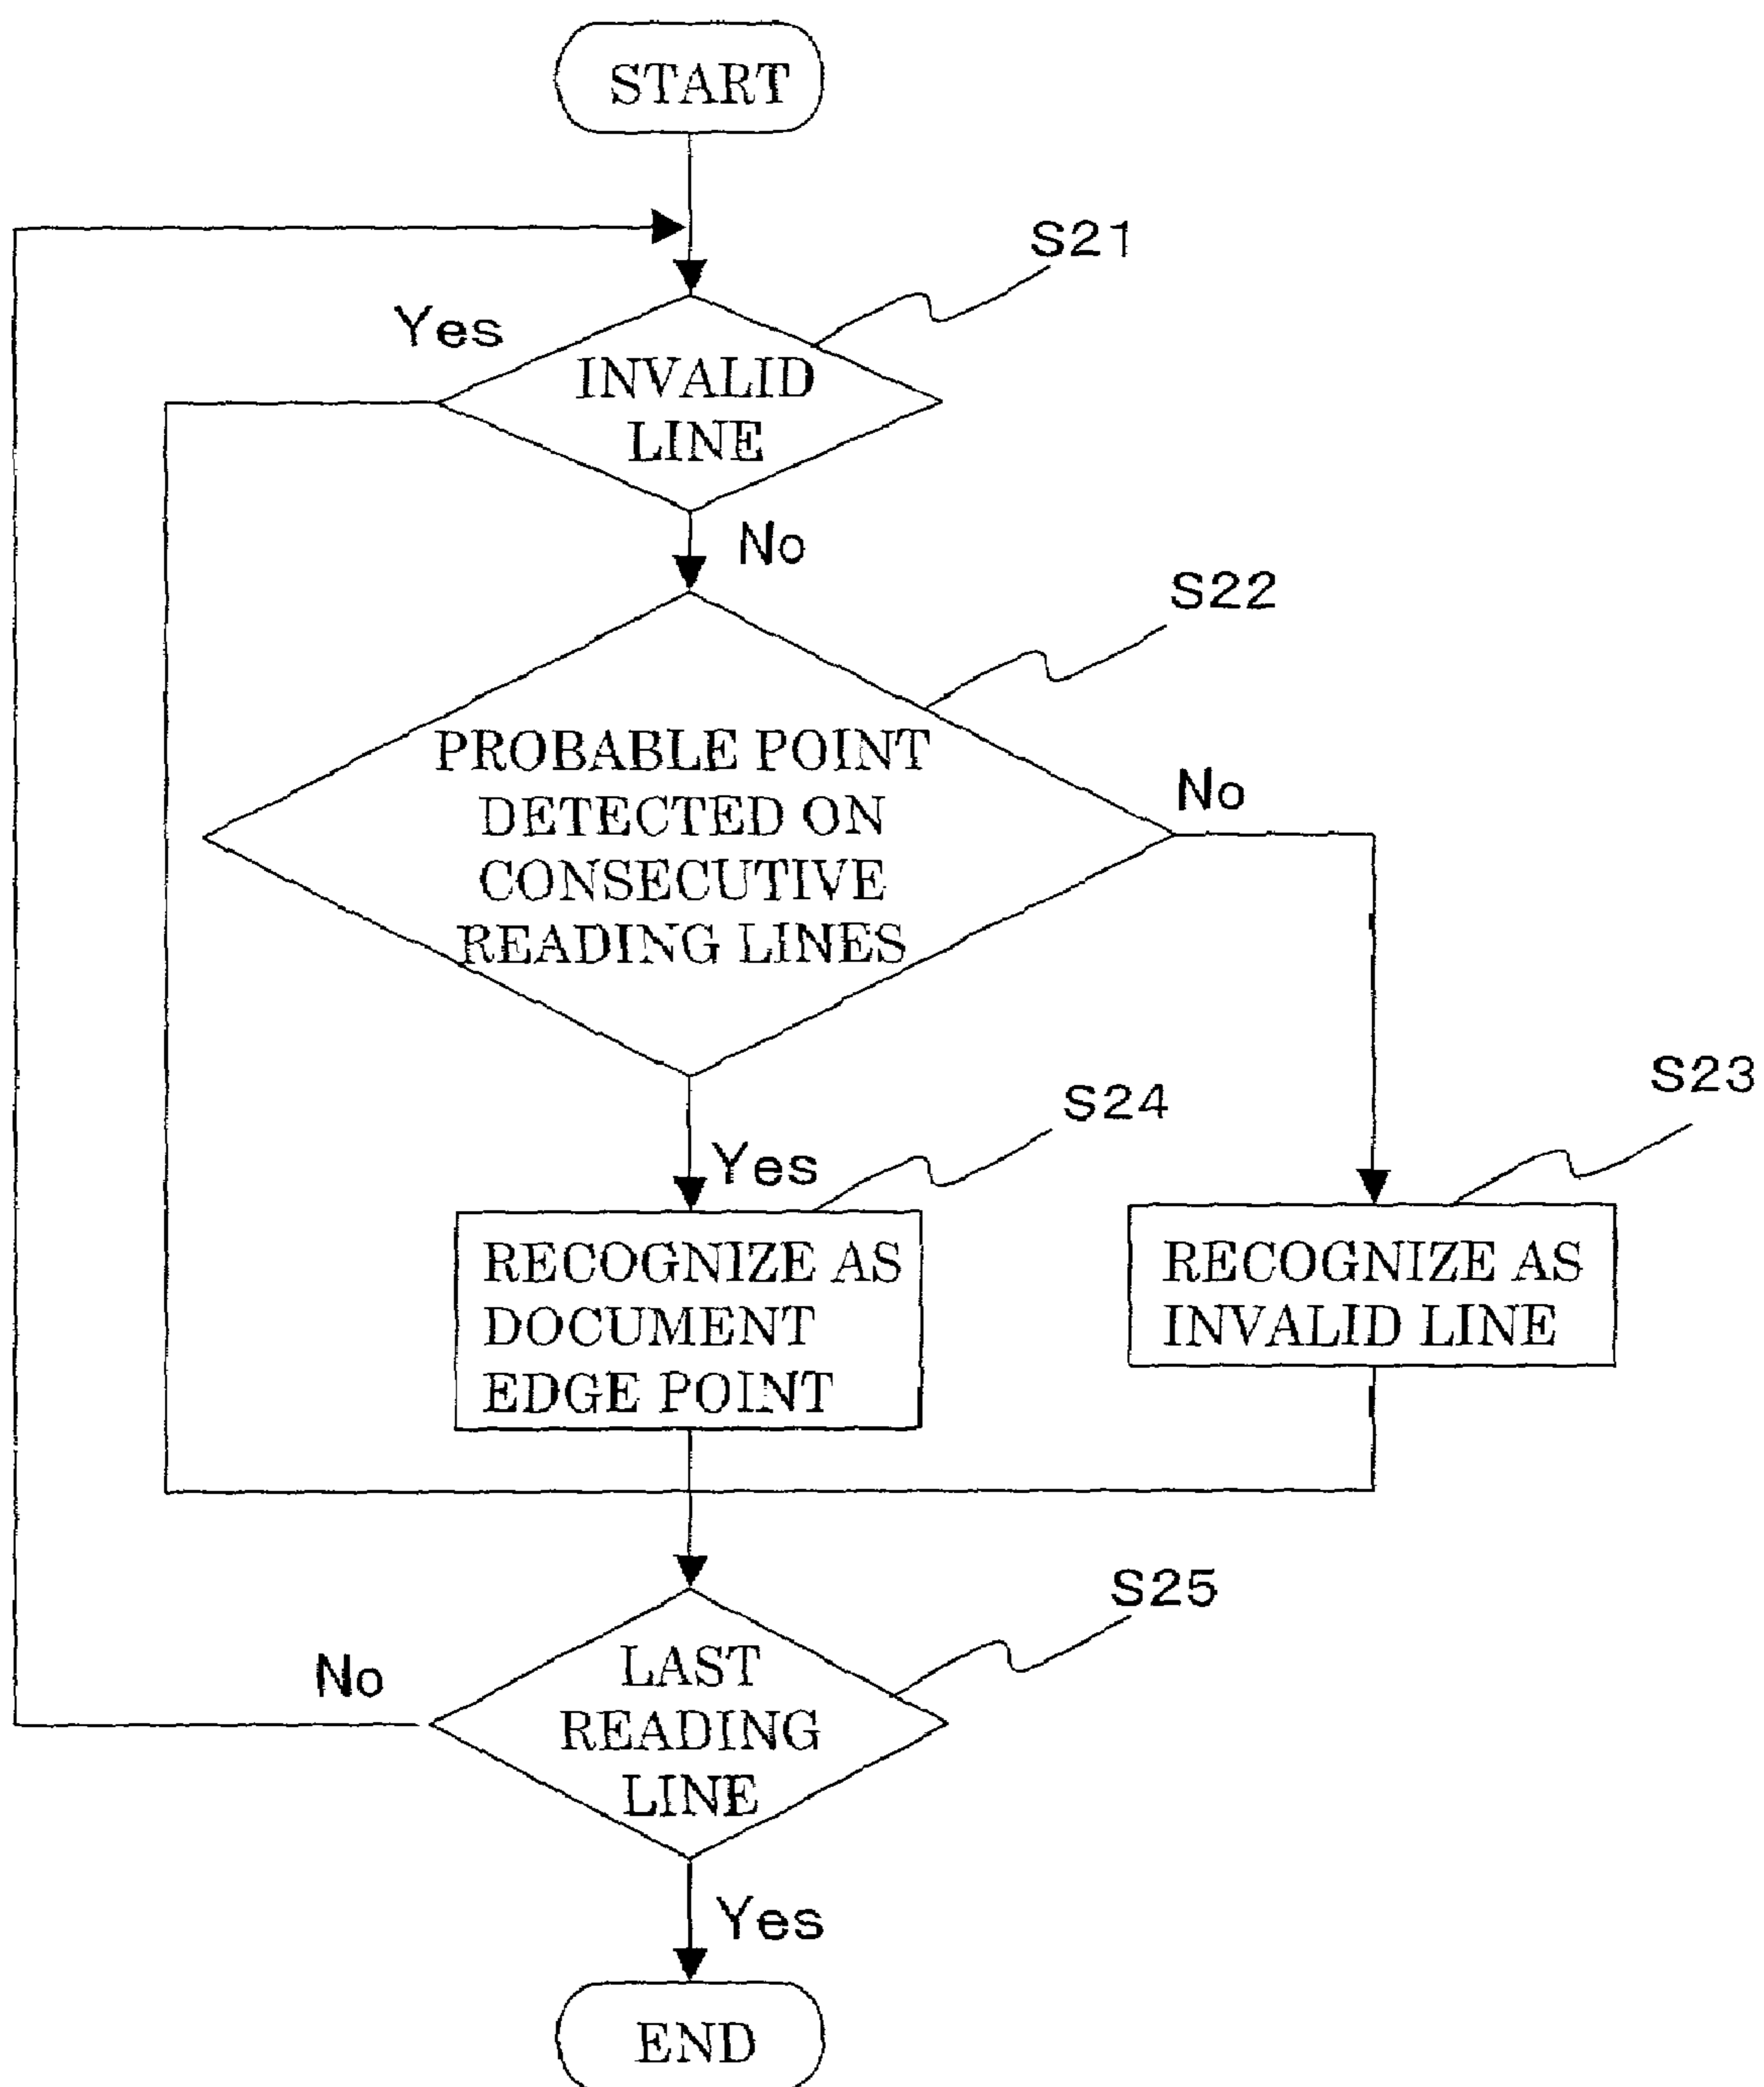 START
S21
Yes
INVALID
LINE
No
S22
PROBABLE POINT
DETECTED ON
CONSECUTIVE
READING LINES
No
S23
S24
Yes
RECOGNIZE AS
DOCUMENT
EDGE POINT
RECOGNIZE AS
INVALID LINE
S25
No
LAST
READING
LINE
Yes
END